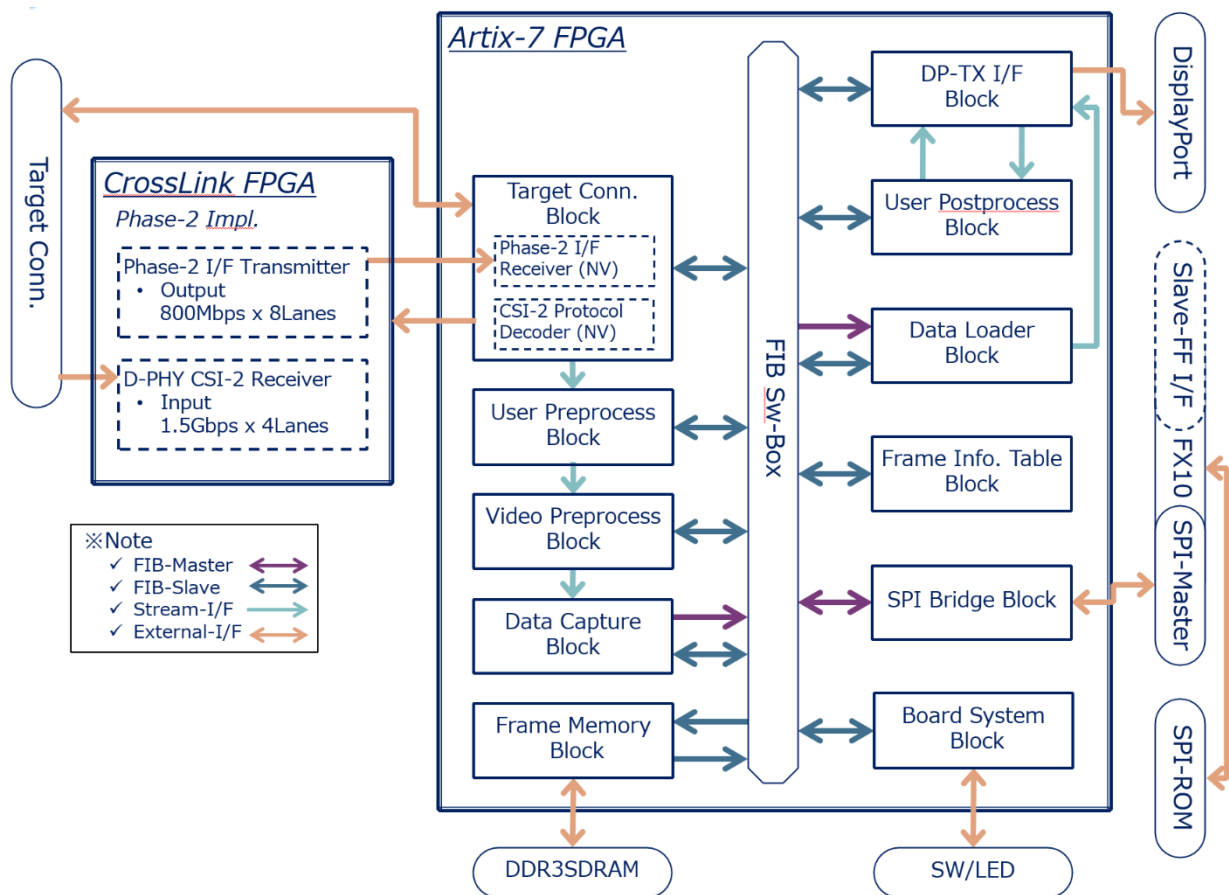 Artix-7 FPGA
Target Conn.
CrossLink FPGA
Phase-2 Impl.
Phase-2 I/F Transmitter
• Output
800Mbps x 8Lanes
D-PHY CSI-2 Receiver
• Input
1.5Gbps x 4Lanes
※Note
✓ FIB-Master
✓ FIB-Slave
✓ Stream-I/F
✓ External-I/F
Target Conn.
Block
Phase-2 I/F
Receiver (NV)
CSI-2 Protocol
Decoder (NV)
User Preprocess
Block
Video Preprocess
Block
Data Capture
Block
Frame Memory
Block
FIB Sw-Box
DP-TX I/F
Block
User Postprocess
Block
Data Loader
Block
Frame Info. Table
Block
SPI Bridge Block
Board System
Block
DisplayPort
Slave-FF I/F
FX10
SPI-Master
SPI-ROM
DDR3SDRAM
SW/LED